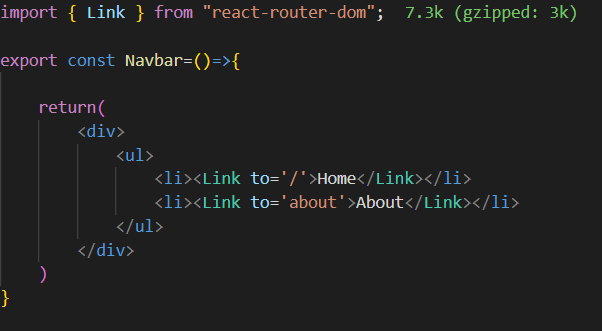 import { Link } from "react-router-dom";  7.3k (gzipped: 3k)

export const Navbar=()=>{

    return(
        <div>
            <ul>
                <li><Link to='/'>Home</Link></li>
                <li><Link to='about'>About</Link></li>
            </ul>
        </div>
    )
}